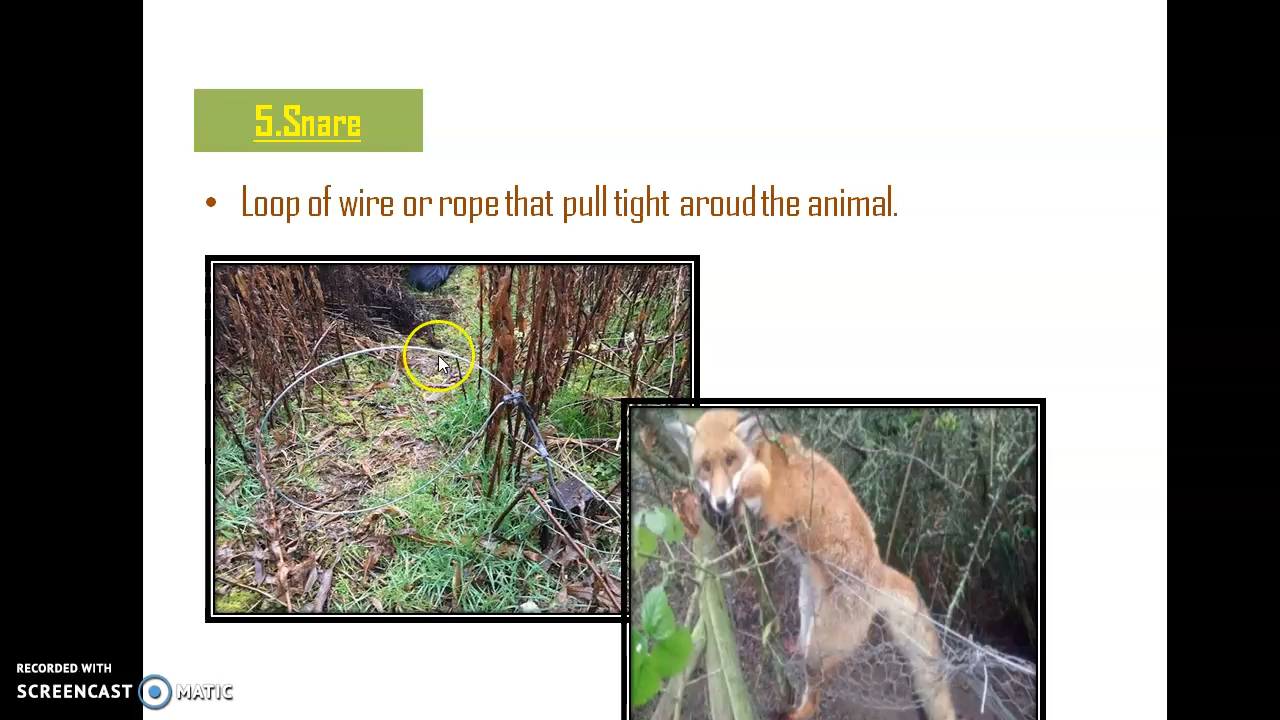 5.Snare
• Loop of wire or rope that pull tight aroud the animal.
RECORDED WITH
SCREENCAST MATIC